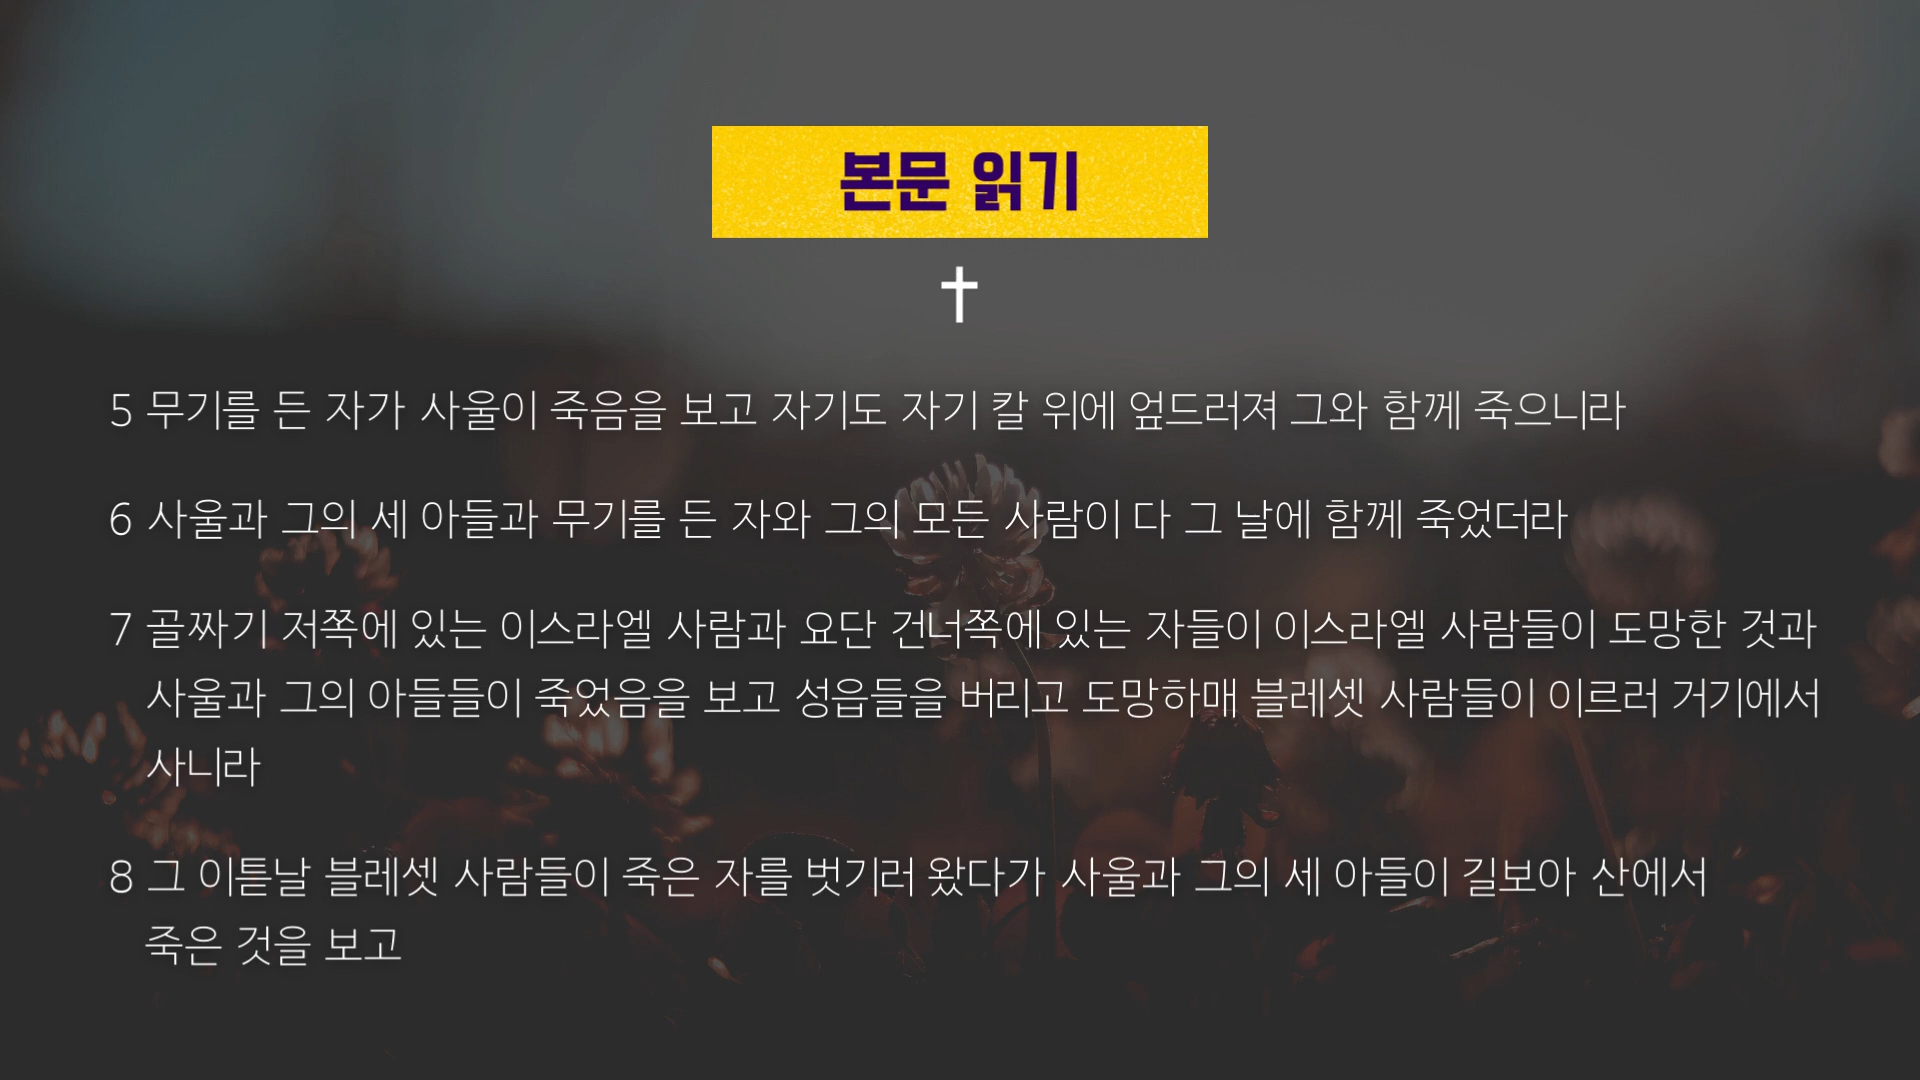 본문 읽기
5 무기를 든 자가 사울이 죽음을 보고 자기도 자기 칼 위에 엎드러져 그와 함께 죽으니라
6 사울과 그의 세 아들과 무기를 든 자와 그의 모든 사람이 다 그 날에 함께 죽었더라
7 골짜기 저쪽에 있는 이스라엘 사람과 요단 건너쪽에 있는 자들이 이스라엘 사람들이 도망한 것과
사울과 그의 아들들이 죽었음을 보고 성읍들을 버리고 도망하매 블레셋 사람들이 이르러 거기에서
사니라
8 그 이튿날 블레셋 사람들이 죽은 자를 벗기러 왔다가 사울과 그의 세 아들이 길보아 산에서
죽은 것을 보고